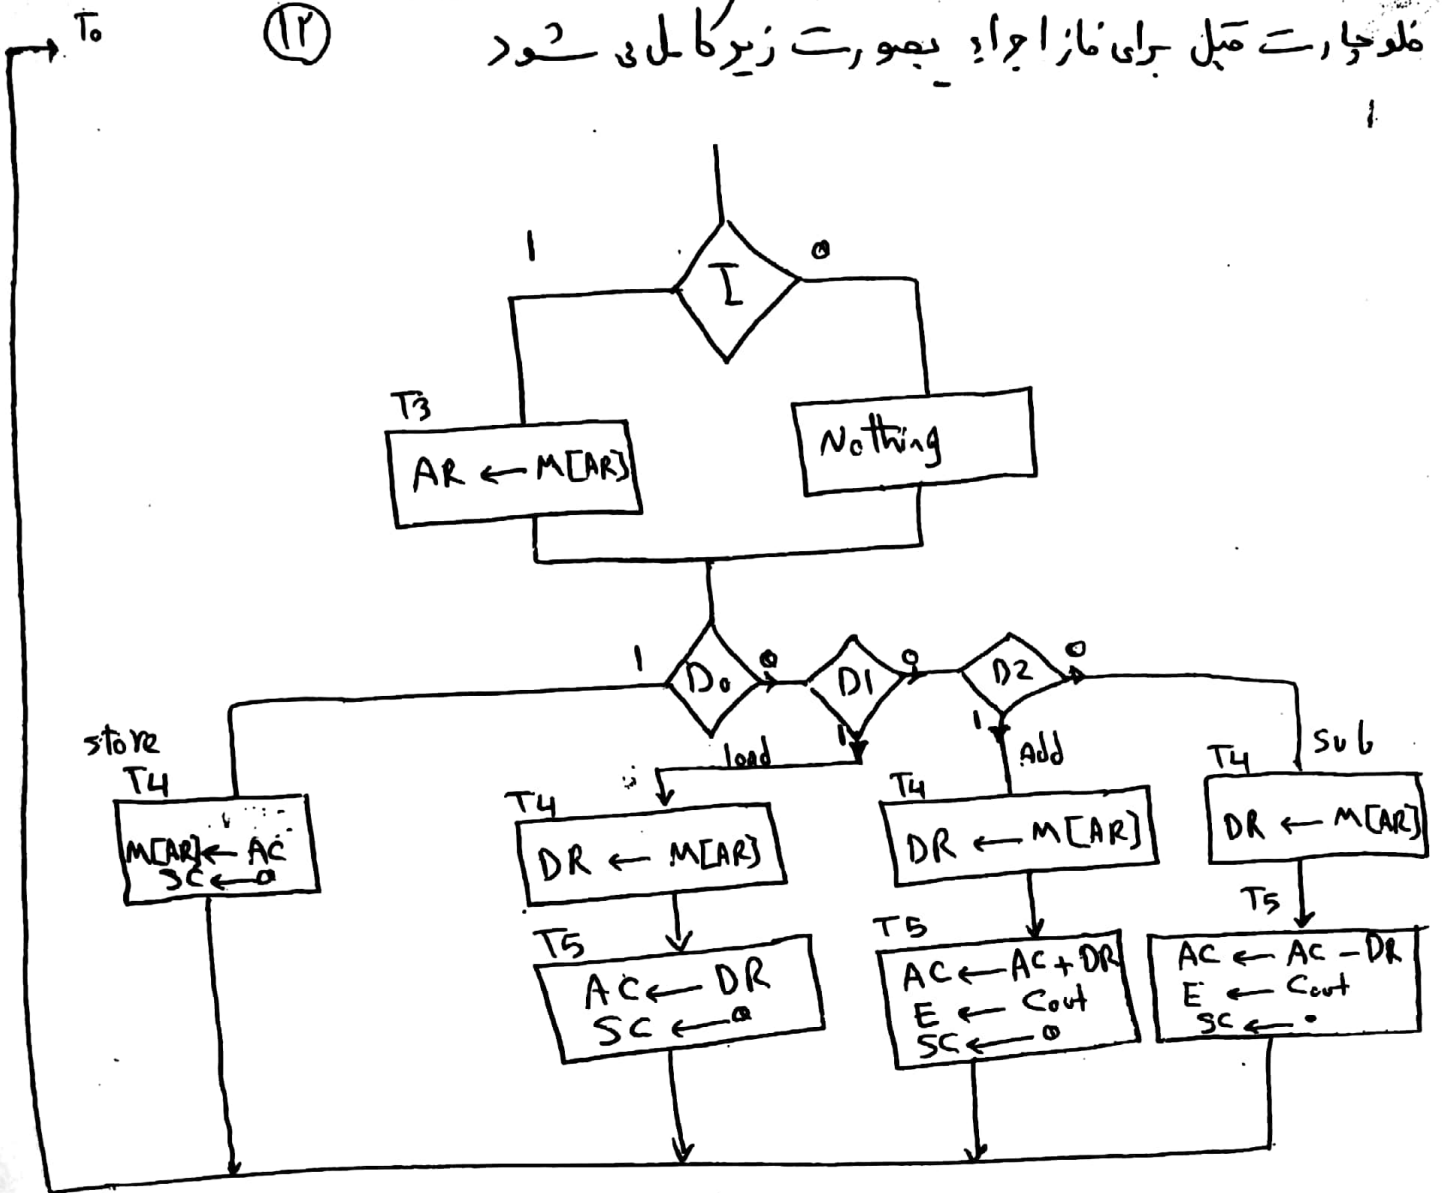 T0
۱۲
فلوچارت قبل برای فاز اجراء بصورت زیر کامل می شود
I
1
0
T3
AR ← M[AR]
Nothing
1
D0
0
D1
0
D2
0
1
1
load
Add
Sub
store
T4
M[AR] ← AC
SC ← 0
T4
DR ← M[AR]
T5
AC ← DR
SC ← 0
T4
DR ← M[AR]
T5
AC ← AC + DR
E ← Cout
SC ← 0
T4
DR ← M[AR]
T5
AC ← AC - DR
E ← Cout
SC ← 0